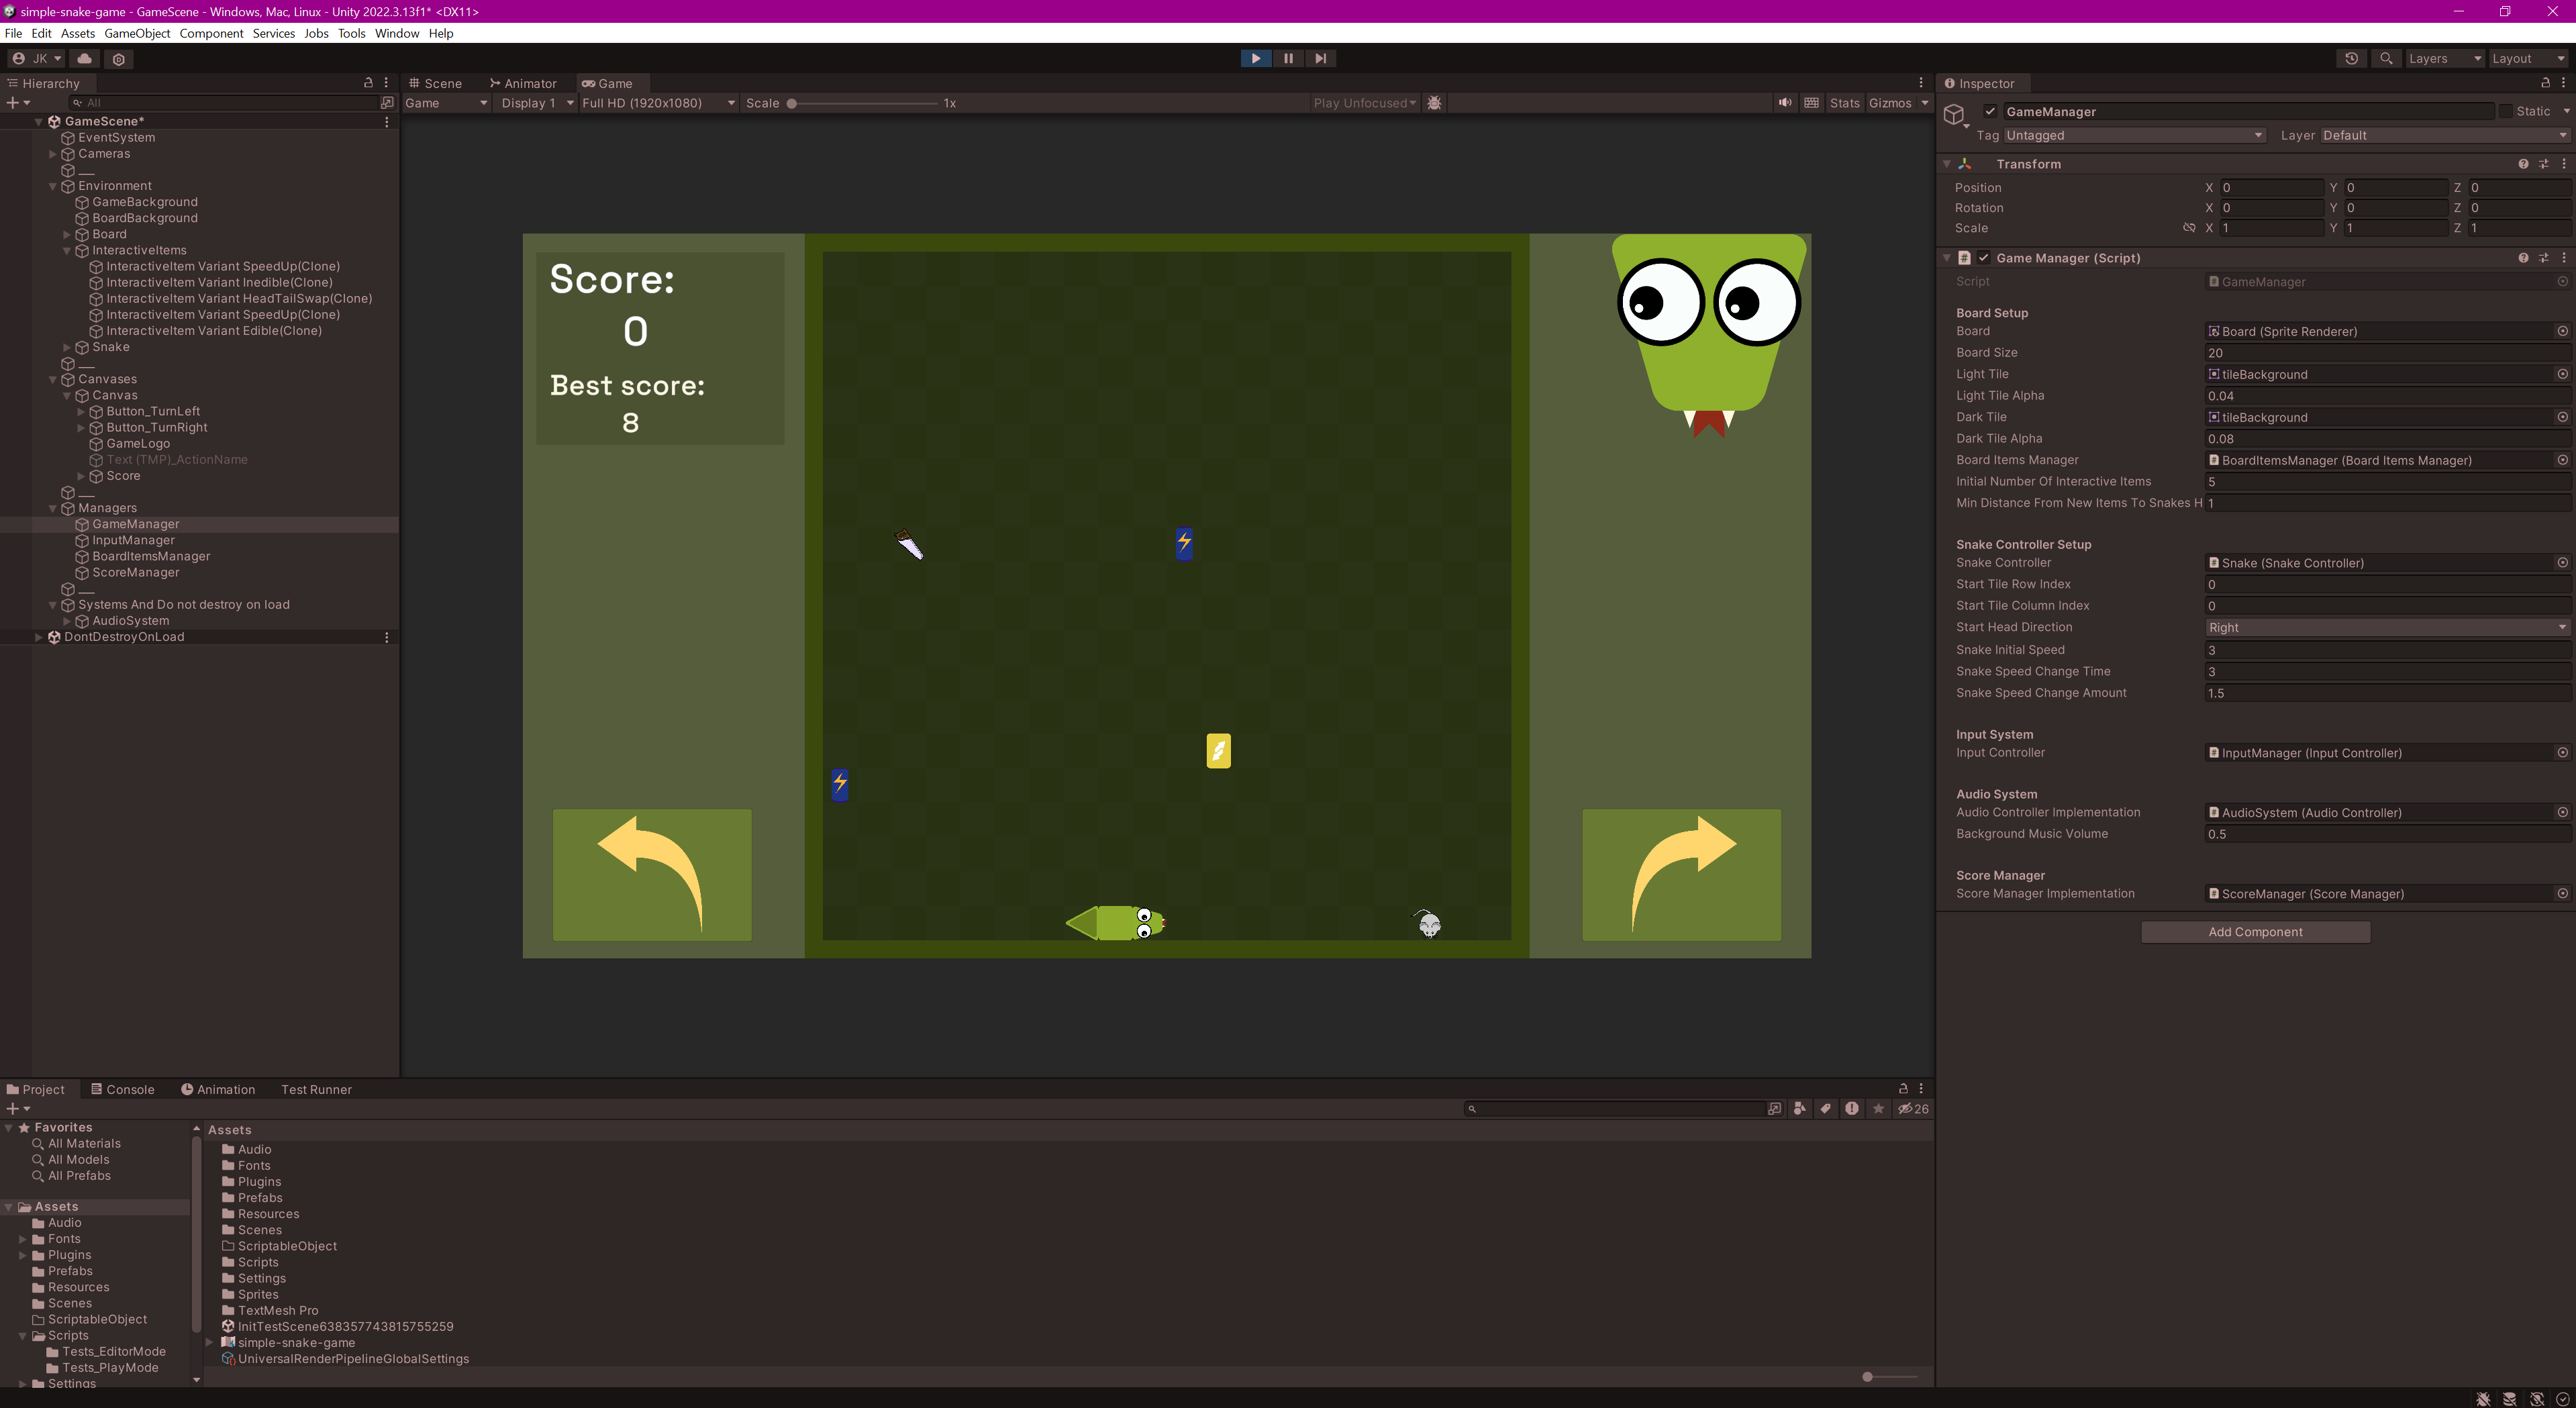 simple-snake-game - GameScene - Windows, Mac, Linux - Unity 2022.3.13f1* <DX11>
File Edit Assets GameObject Component Services Jobs Tools Window Help
JK
Layers Layout
Hierarchy
All
GameScene*
EventSystem
Cameras
__
Environment
GameBackground
BoardBackground
Board
InteractiveItems
InteractiveItem Variant SpeedUp(Clone)
InteractiveItem Variant Inedible(Clone)
InteractiveItem Variant HeadTailSwap(Clone)
InteractiveItem Variant SpeedUp(Clone)
InteractiveItem Variant Edible(Clone)
Snake
__
Canvases
Canvas
Button_TurnLeft
Button_TurnRight
GameLogo
Text (TMP)_ActionName
Score
__
Managers
GameManager
InputManager
BoardItemsManager
ScoreManager
__
Systems And Do not destroy on load
AudioSystem
DontDestroyOnLoad
Scene Animator Game
Game Display 1 Full HD (1920x1080) Scale 1x Play Unfocused Stats Gizmos
Score:
0
Best score:
8
Inspector
GameManager Static
Tag Untagged Layer Default
Transform
Position X 0 Y 0 Z 0
Rotation X 0 Y 0 Z 0
Scale X 1 Y 1 Z 1
Game Manager (Script)
Script GameManager
Board Setup
Board Board (Sprite Renderer)
Board Size 20
Light Tile tileBackground
Light Tile Alpha 0.04
Dark Tile tileBackground
Dark Tile Alpha 0.08
Board Items Manager BoardItemsManager (Board Items Manager)
Initial Number Of Interactive Items 5
Min Distance From New Items To Snakes H 1
Snake Controller Setup
Snake Controller Snake (Snake Controller)
Start Tile Row Index 0
Start Tile Column Index 0
Start Head Direction Right
Snake Initial Speed 3
Snake Speed Change Time 3
Snake Speed Change Amount 1.5
Input System
Input Controller InputManager (Input Controller)
Audio System
Audio Controller Implementation AudioSystem (Audio Controller)
Background Music Volume 0.5
Score Manager
Score Manager Implementation ScoreManager (Score Manager)
Add Component
Project Console Animation Test Runner
26
Favorites
All Materials
All Models
All Prefabs
Assets
Audio
Fonts
Plugins
Prefabs
Resources
Scenes
ScriptableObject
Scripts
Tests_EditorMode
Tests_PlayMode
Settings
Assets
Audio
Fonts
Plugins
Prefabs
Resources
Scenes
ScriptableObject
Scripts
Settings
Sprites
TextMesh Pro
InitTestScene638357743815755259
simple-snake-game
UniversalRenderPipelineGlobalSettings